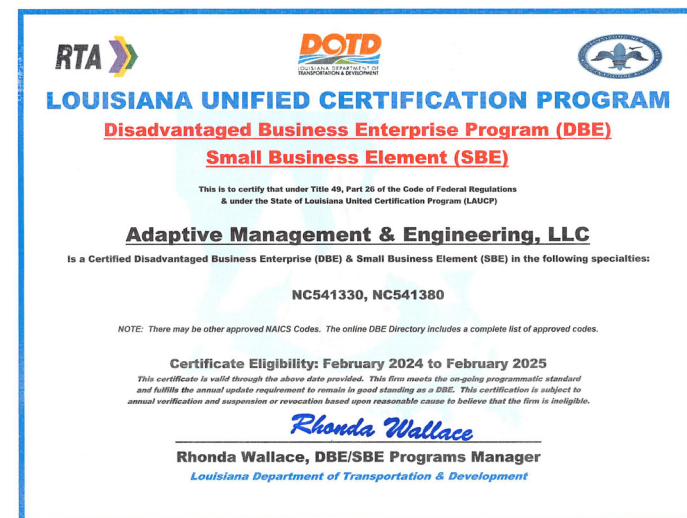 RTA
DOTD
LOUISIANA DEPARTMENT OF
TRANSPORTATION & DEVELOPMENT
LOUISIANA UNIFIED CERTIFICATION PROGRAM
Disadvantaged Business Enterprise Program (DBE)
Small Business Element (SBE)
This is to certify that under Title 49, Part 26 of the Code of Federal Regulations
& under the State of Louisiana United Certification Program (LAUCP)
Adaptive Management & Engineering, LLC
Is a Certified Disadvantaged Business Enterprise (DBE) & Small Business Element (SBE) in the following specialties:
NC541330, NC541380
NOTE: There may be other approved NAICS Codes. The online DBE Directory includes a complete list of approved codes.
Certificate Eligibility: February 2024 to February 2025
This certificate is valid through the above date provided. This firm meets the on-going programmatic standard
and fulfills the annual update requirement to remain in good standing as a DBE. This certification is subject to
annual verification and suspension or revocation based upon reasonable cause to believe that the firm is ineligible.
Rhonda Wallace
Rhonda Wallace, DBE/SBE Programs Manager
Louisiana Department of Transportation & Development